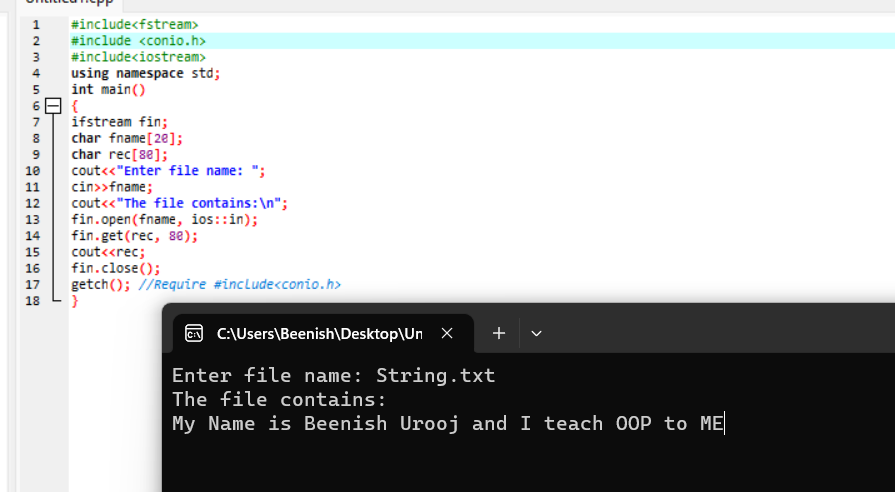 Untitled1.cpp
1 #include<fstream>
2 #include <conio.h>
3 #include<iostream>
4 using namespace std;
5 int main()
6 {
7 ifstream fin;
8 char fname[20];
9 char rec[80];
10 cout<<"Enter file name: ";
11 cin>>fname;
12 cout<<"The file contains:\n";
13 fin.open(fname, ios::in);
14 fin.get(rec, 80);
15 cout<<rec;
16 fin.close();
17 getch(); //Require #include<conio.h>
18 }
C:\Users\Beenish\Desktop\Un
Enter file name: String.txt
The file contains:
My Name is Beenish Urooj and I teach OOP to ME